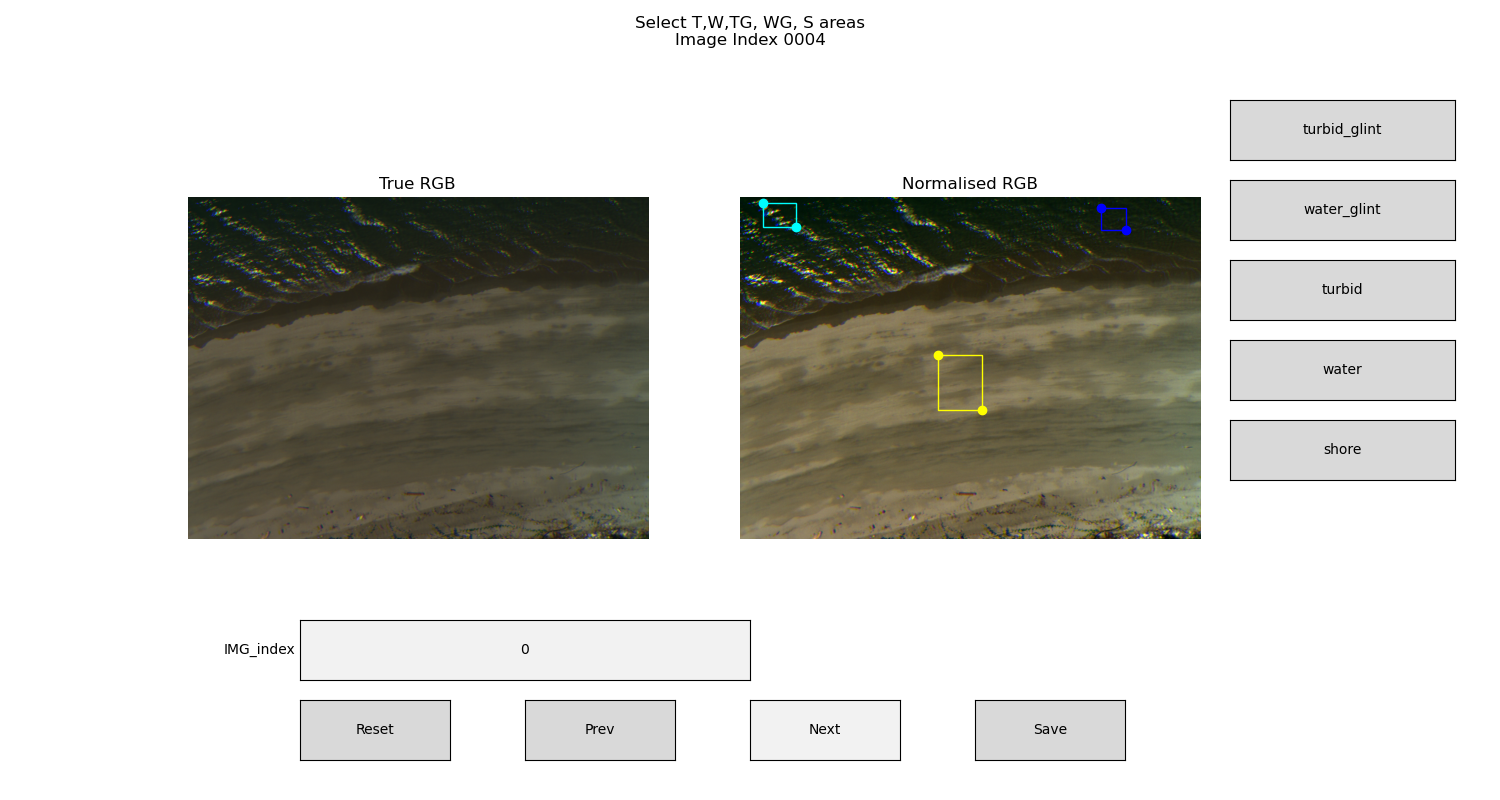 Select T,W,TG, WG, S areas
Image Index 0004
True RGB
Normalised RGB
turbid_glint
water_glint
turbid
water
shore
IMG_index
0
Reset
Prev
Next
Save